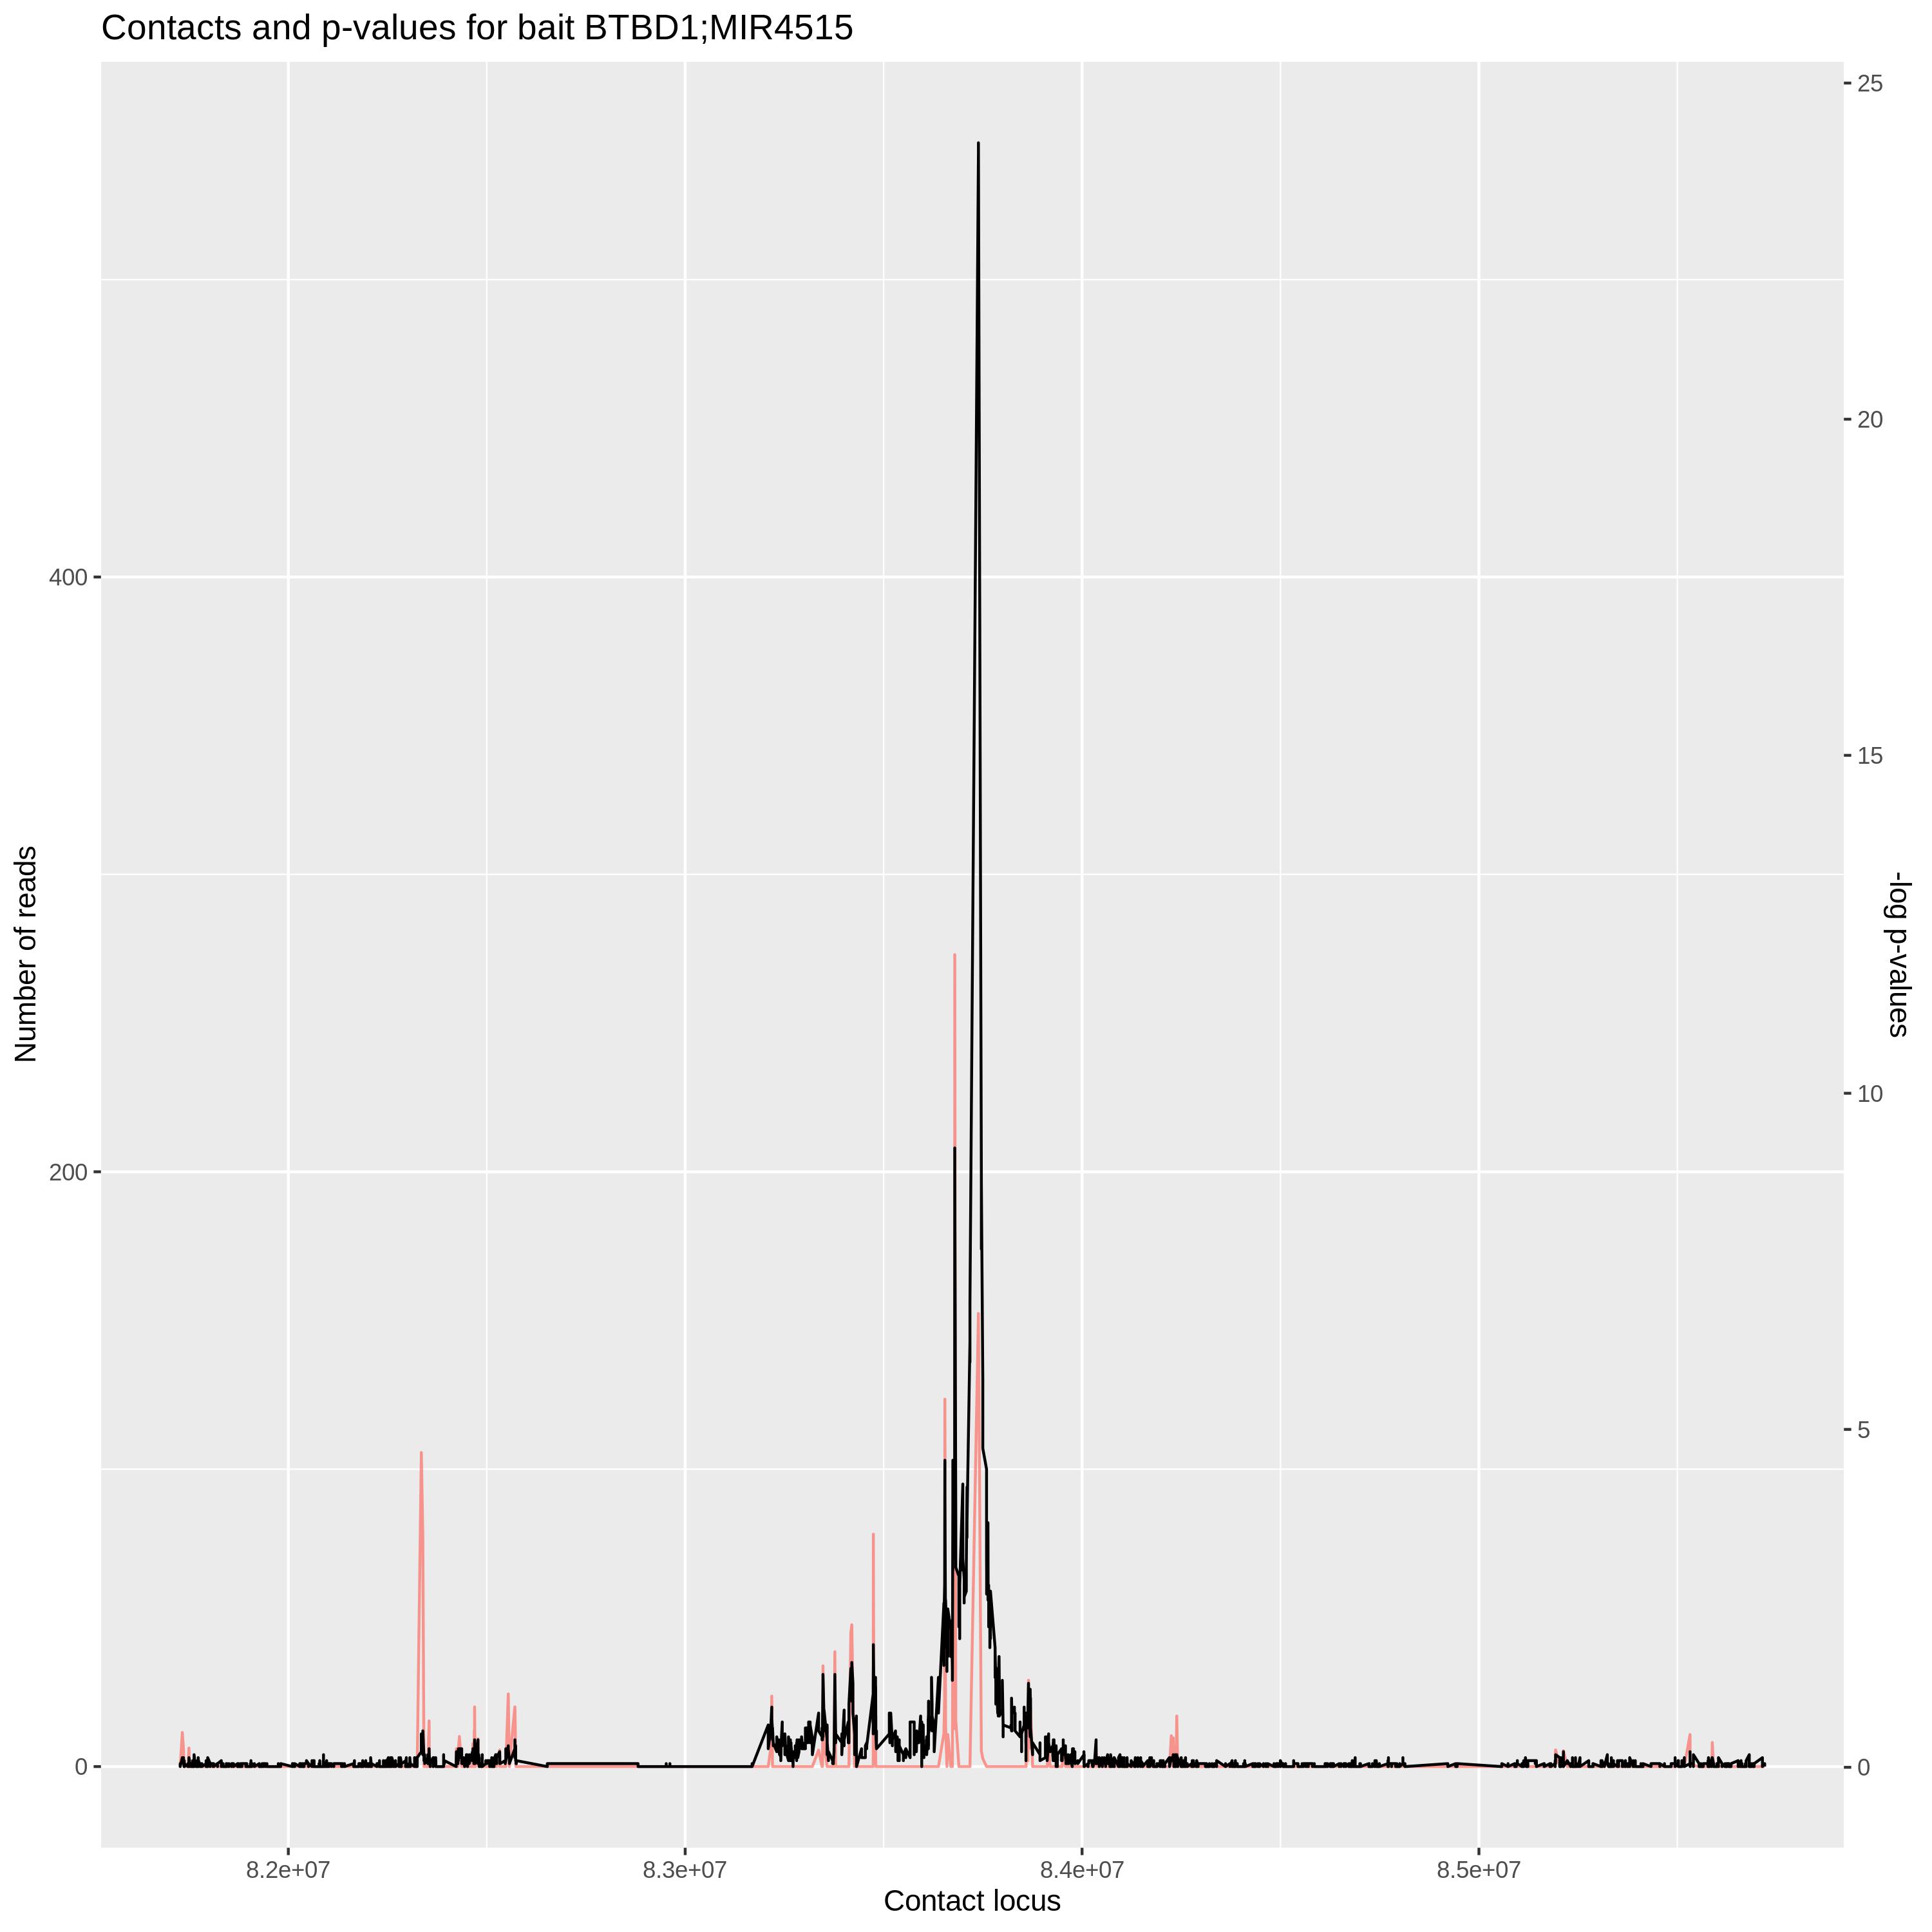 Contacts and p-values for bait BTBD1;MIR4515
25
20
400
15
Number of reads
-log p-values
10
200
5
0
0
8.2e+07 8.3e+07 8.4e+07 8.5e+07
Contact locus